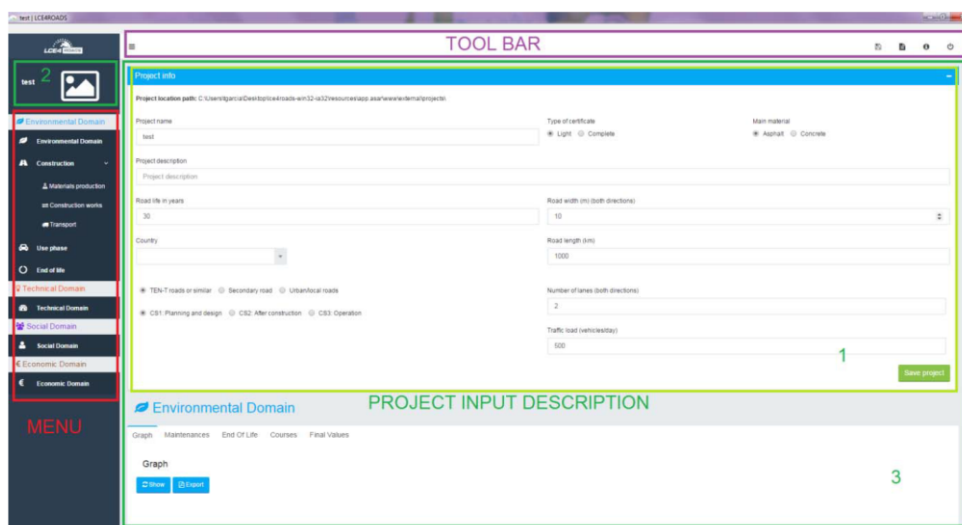 test | LCE4ROADS
LCE4 ROADS
TOOL BAR
test
2
Project info
Project location path: C:\Users\tgarcia\Desktop\lce4roads-win32-ia32\resources\app.asar\www\external\projects\
Environmental Domain
Environmental Domain
Construction
Materials production
Construction works
Transport
Use phase
End of life
Technical Domain
Technical Domain
Social Domain
Social Domain
€ Economic Domain
€ Economic Domain
MENU
Project name
test
Type of certificate
Light Complete
Main material
Asphalt Concrete
Project description
Project description
Road life in years
30
Road width (m) (both directions)
10
Country
Road length (km)
1000
TEN-T roads or similar Secondary road Urban/local roads
CS1: Planning and design CS2: After construction CS3: Operation
Number of lanes (both directions)
2
Traffic load (vehicles/day)
500
1
Save project
PROJECT INPUT DESCRIPTION
Environmental Domain
Graph Maintenances End Of Life Courses Final Values
Graph
Show Export
3